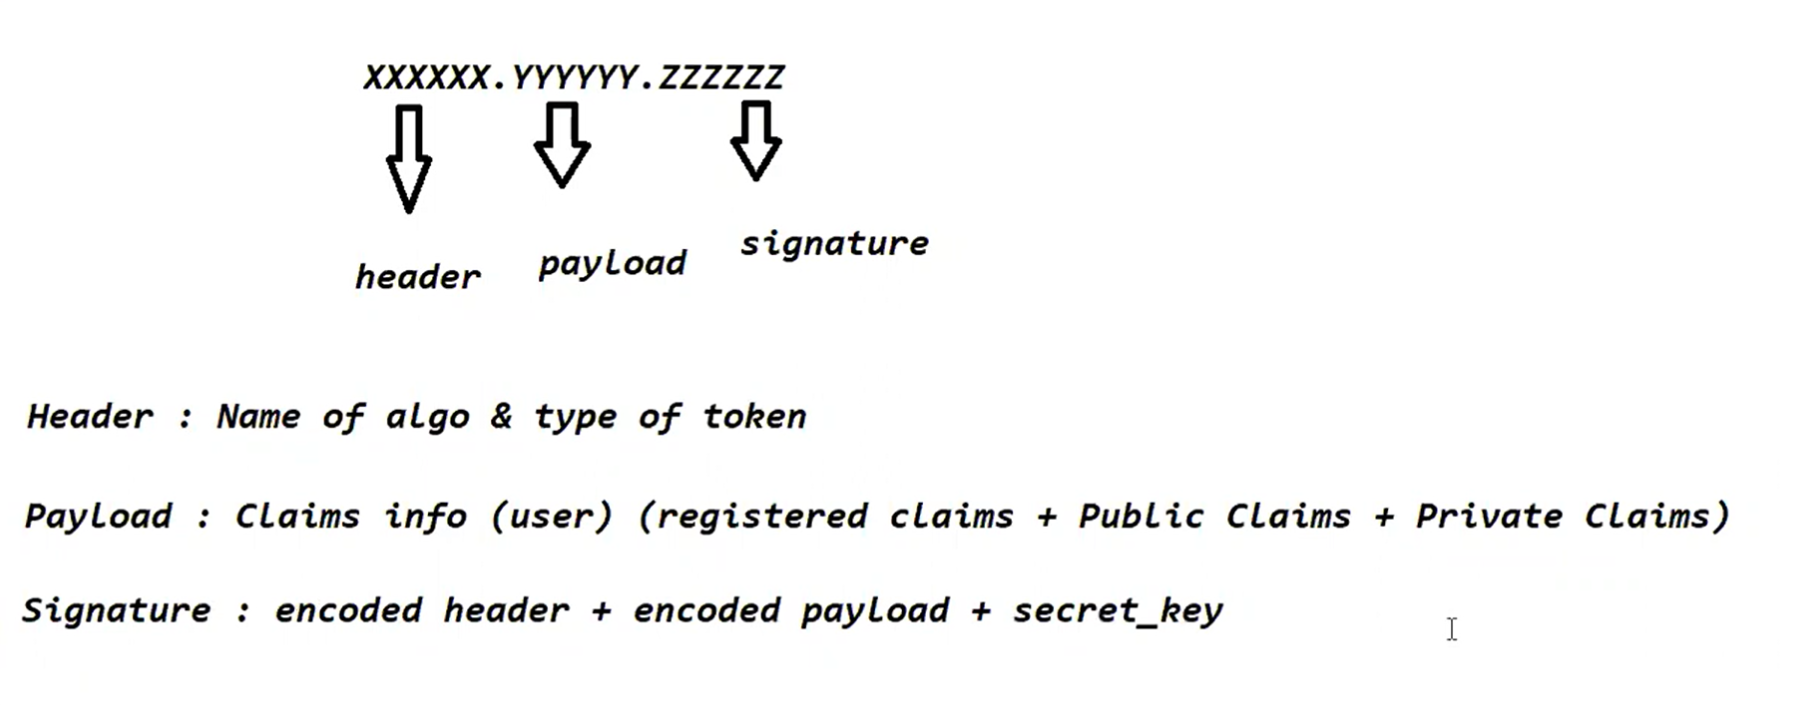 XXXXXX.YYYYYY.ZZZZZZ
header payload signature
Header : Name of algo & type of token
Payload : Claims info (user) (registered claims + Public Claims + Private Claims)
Signature : encoded header + encoded payload + secret_key